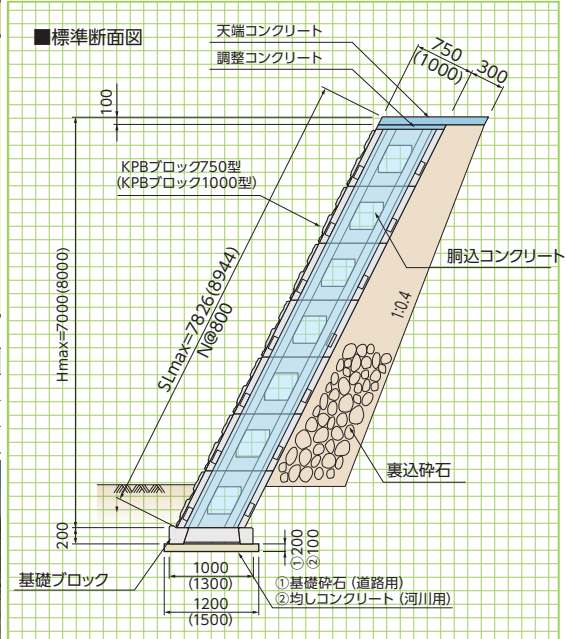 ■標準断面図
天端コンクリート
調整コンクリート
750
(1000)
300
100
KPBブロック750型
(KPBブロック1000型)
胴込コンクリート
Hmax=7000(8000)
SLmax=7826(8944)
N@800
1:0.4
裏込砕石
200
基礎ブロック
1000
(1300)
1200
(1500)
①200
②100
①基礎砕石(道路用)
②均しコンクリート(河川用)